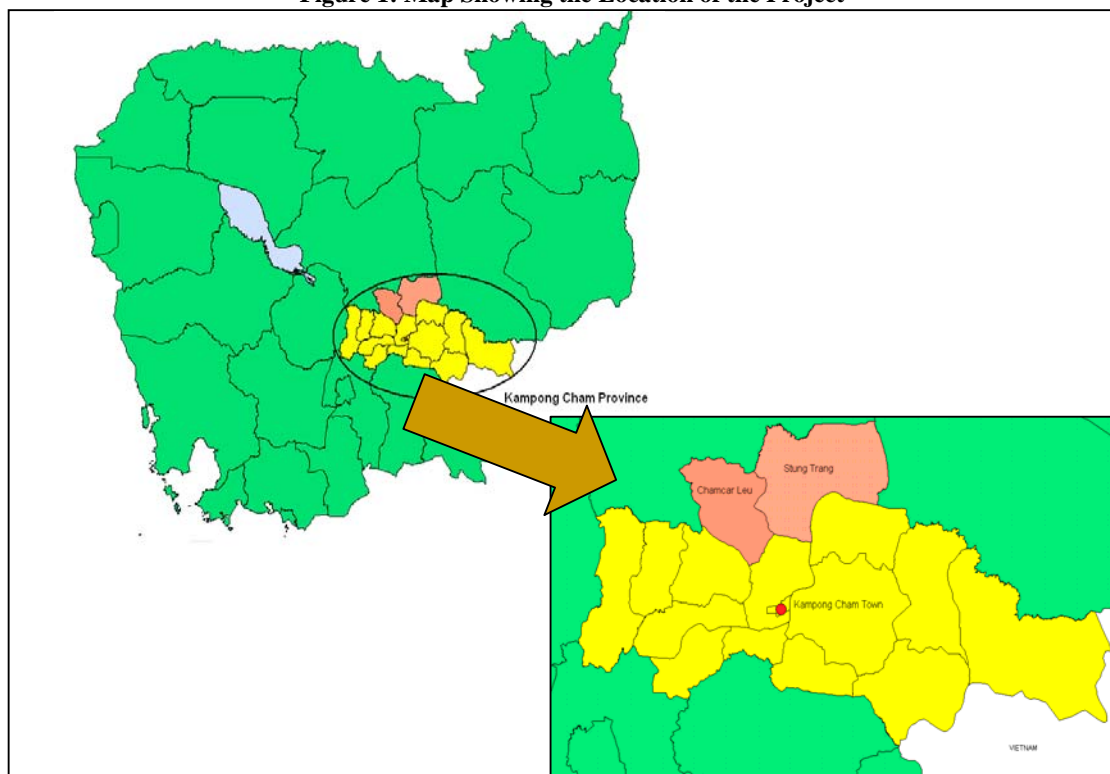 Figure 1: Map Showing the Location of the Project
Kampong Cham Province
Stung Trang
Chamcar Leu
Kampong Cham Town
VIETNAM